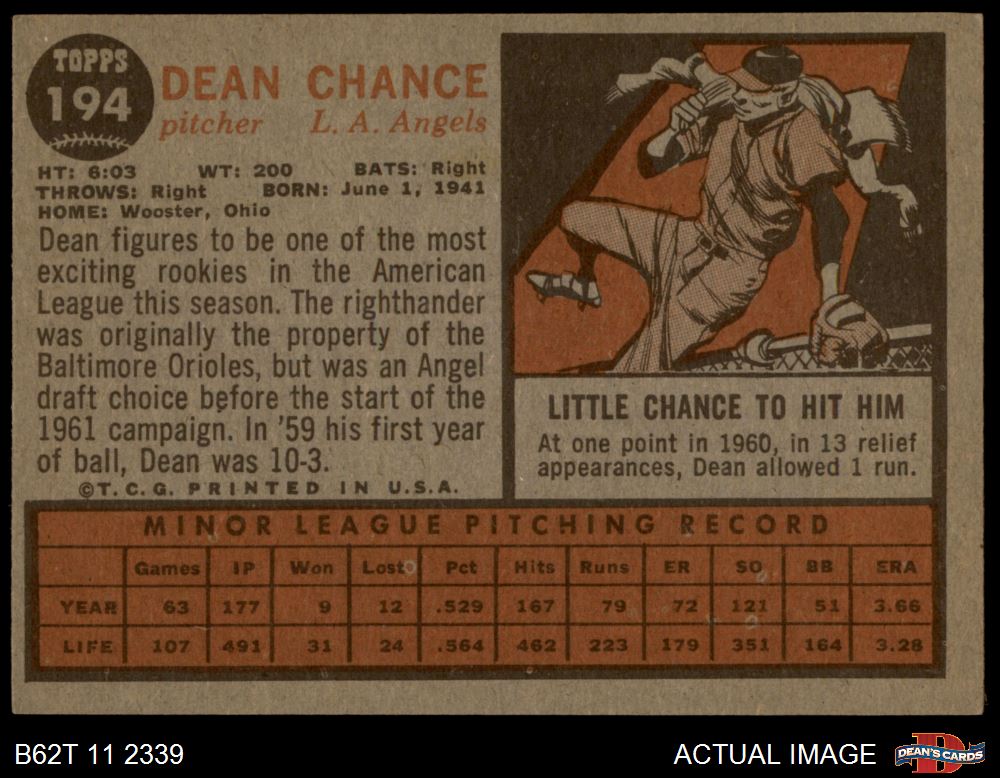 TOPPS
194
DEAN CHANCE
pitcher L. A. Angels
HT: 6:03 WT: 200 BATS: Right
THROWS: Right BORN: June 1, 1941
HOME: Wooster, Ohio
Dean figures to be one of the most
exciting rookies in the American
League this season. The righthander
was originally the property of the
Baltimore Orioles, but was an Angel
draft choice before the start of the
1961 campaign. In '59 his first year
of ball, Dean was 10-3.
©T. C. G. PRINTED IN U.S.A.
LITTLE CHANCE TO HIT HIM
At one point in 1960, in 13 relief
appearances, Dean allowed 1 run.
MINOR LEAGUE PITCHING RECORD
Games IP Won Lost Pct Hits Runs ER SO BB ERA
YEAR 63 177 9 12 .529 167 79 72 121 51 3.66
LIFE 107 491 31 24 .564 462 223 179 351 164 3.28
B62T 11 2339
ACTUAL IMAGE
DEAN'S CARDS